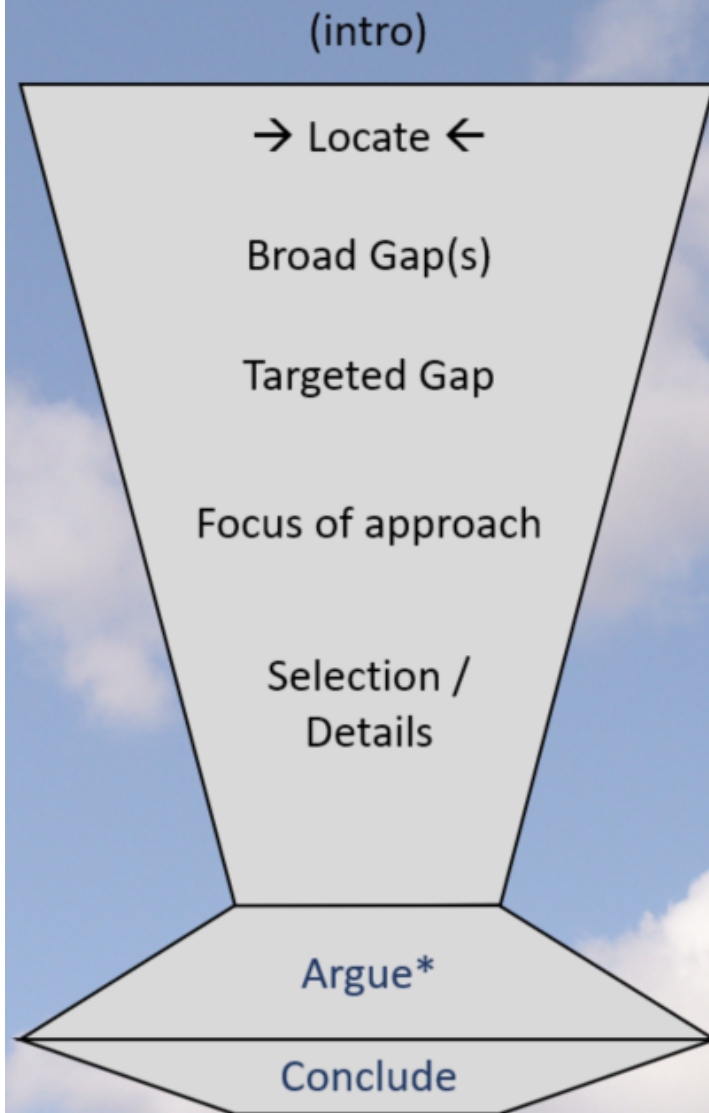 (intro)
→ Locate ←
Broad Gap(s)
Targeted Gap
Focus of approach
Selection /
Details
Argue*
Conclude